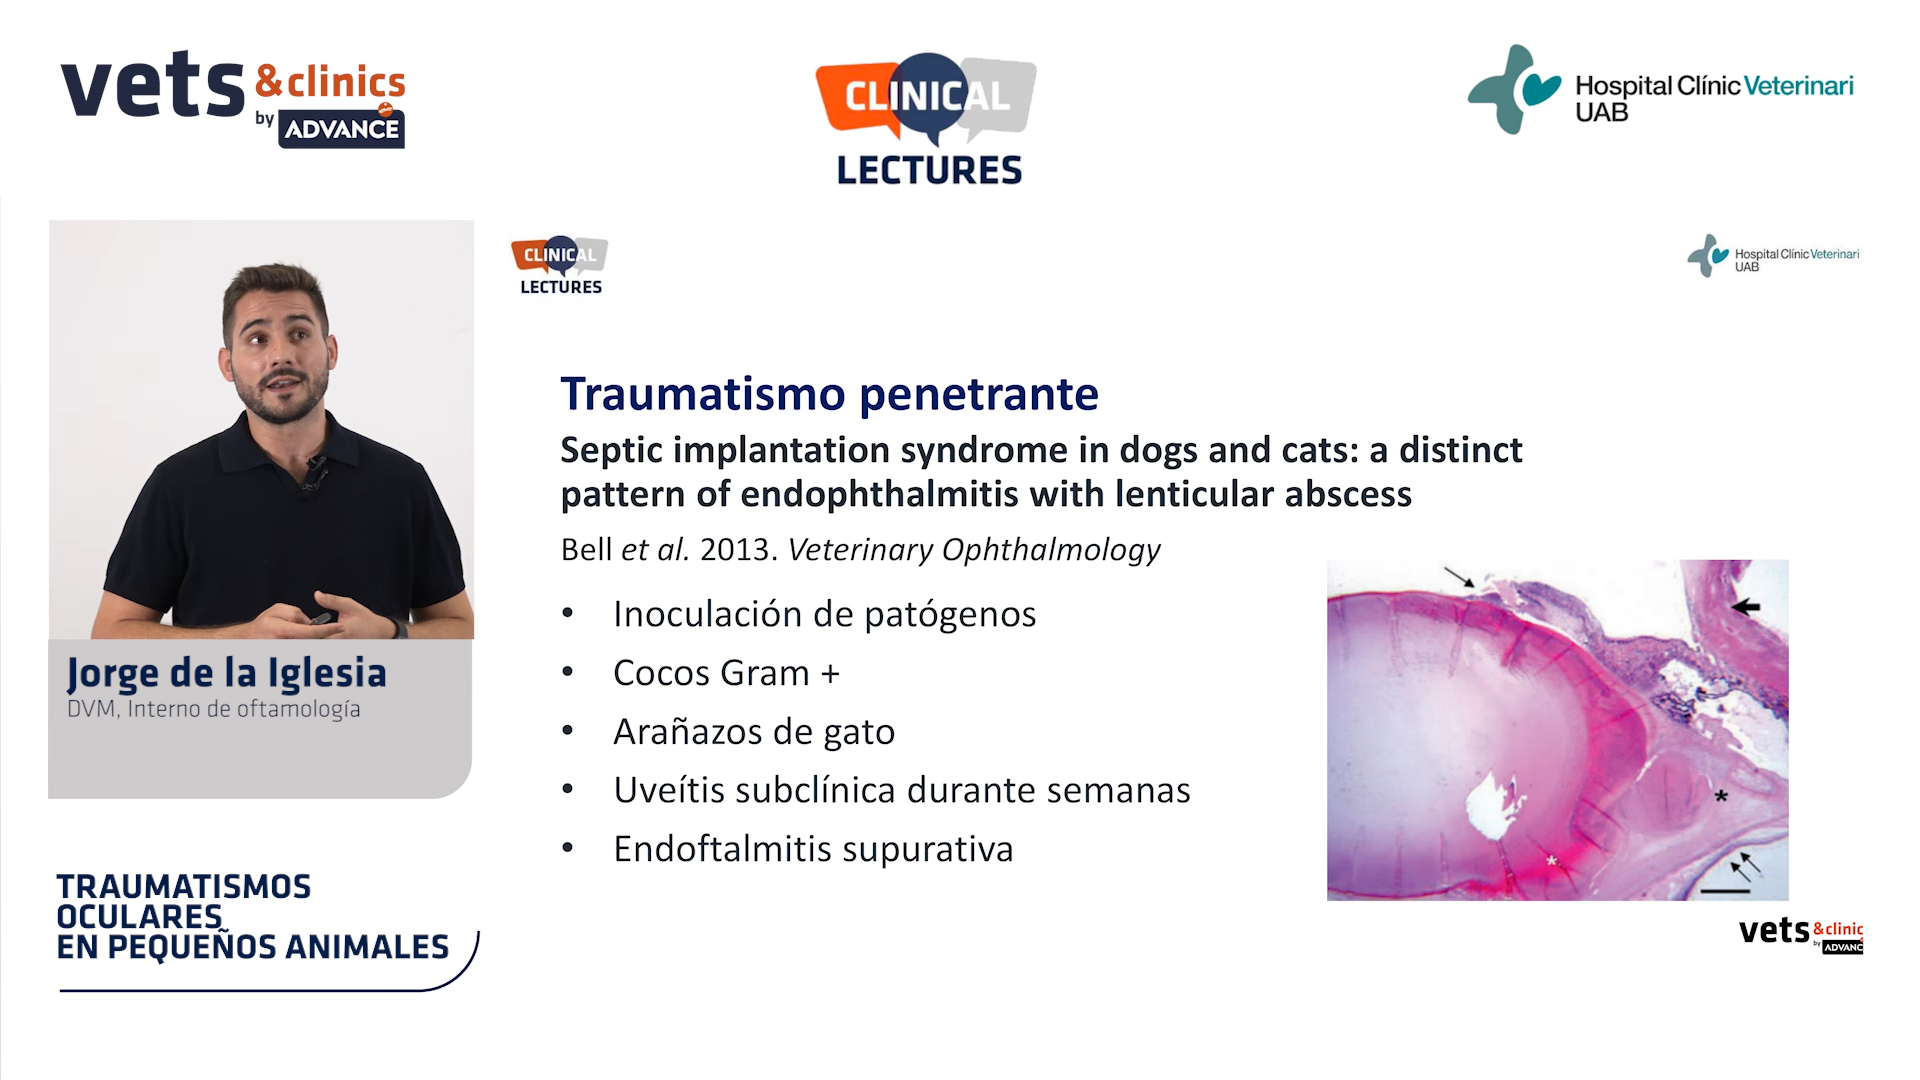 vets &clinics
by ADVANCE
CLINICAL
LECTURES
Hospital Clínic Veterinari
UAB
CLINICAL
LECTURES
Hospital Clínic Veterinari
UAB
Jorge de la Iglesia
DVM, Interno de oftamología
TRAUMATISMOS
OCULARES
EN PEQUEÑOS ANIMALES
Traumatismo penetrante
Septic implantation syndrome in dogs and cats: a distinct
pattern of endophthalmitis with lenticular abscess
Bell et al. 2013. Veterinary Ophthalmology
• Inoculación de patógenos
• Cocos Gram +
• Arañazos de gato
• Uveítis subclínica durante semanas
• Endoftalmitis supurativa
*
*
vets &clinic
by ADVANC